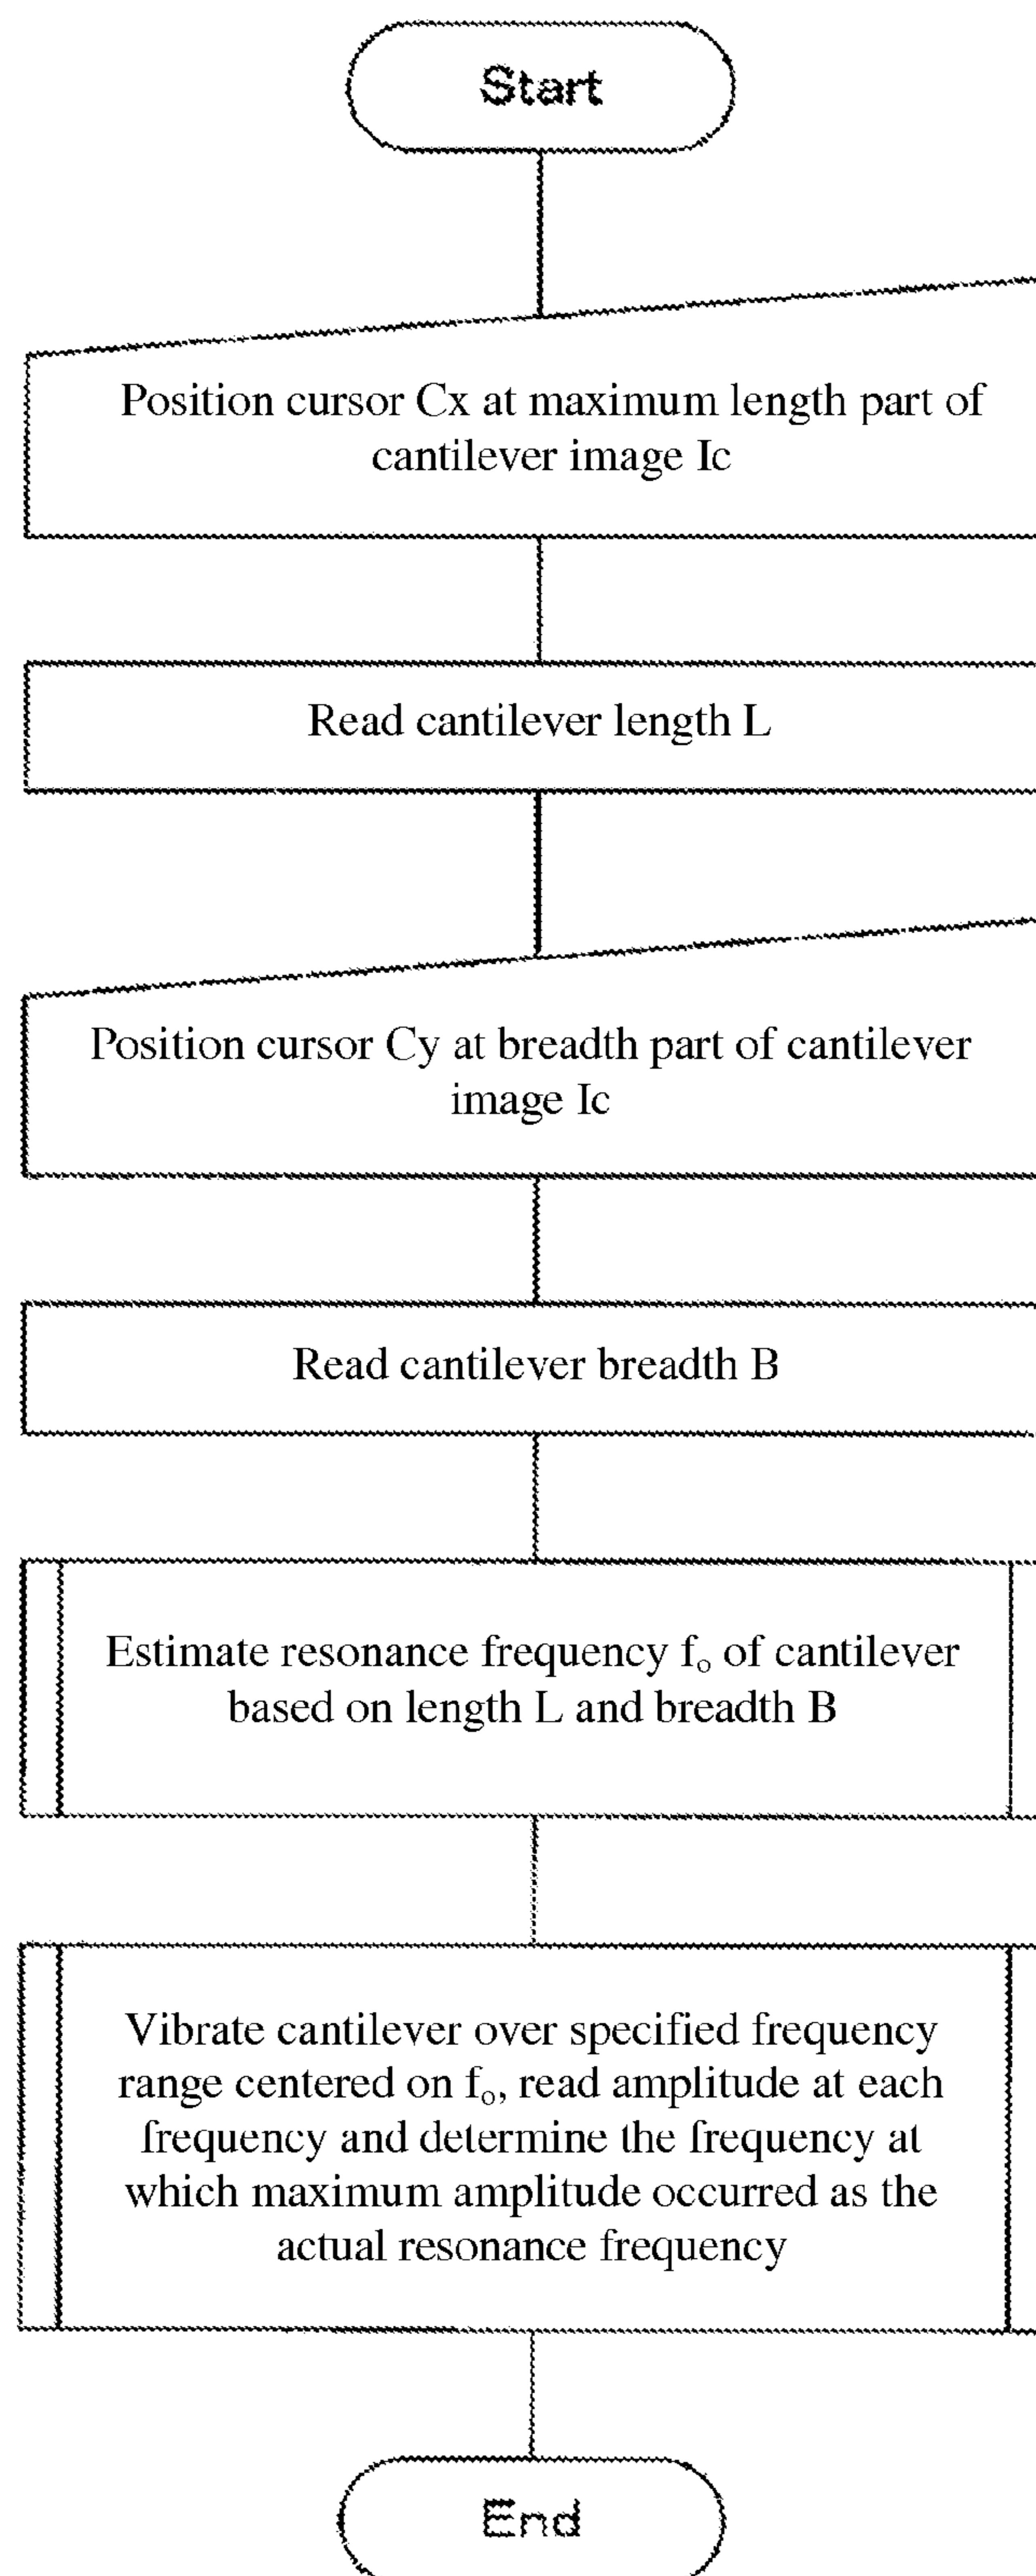 Start
Position cursor Cx at maximum length part of
cantilever image Ic
Read cantilever length L
Position cursor Cy at breadth part of cantilever
image Ic
Read cantilever breadth B
Estimate resonance frequency fₒ of cantilever
based on length L and breadth B
Vibrate cantilever over specified frequency
range centered on fₒ, read amplitude at each
frequency and determine the frequency at
which maximum amplitude occurred as the
actual resonance frequency
End